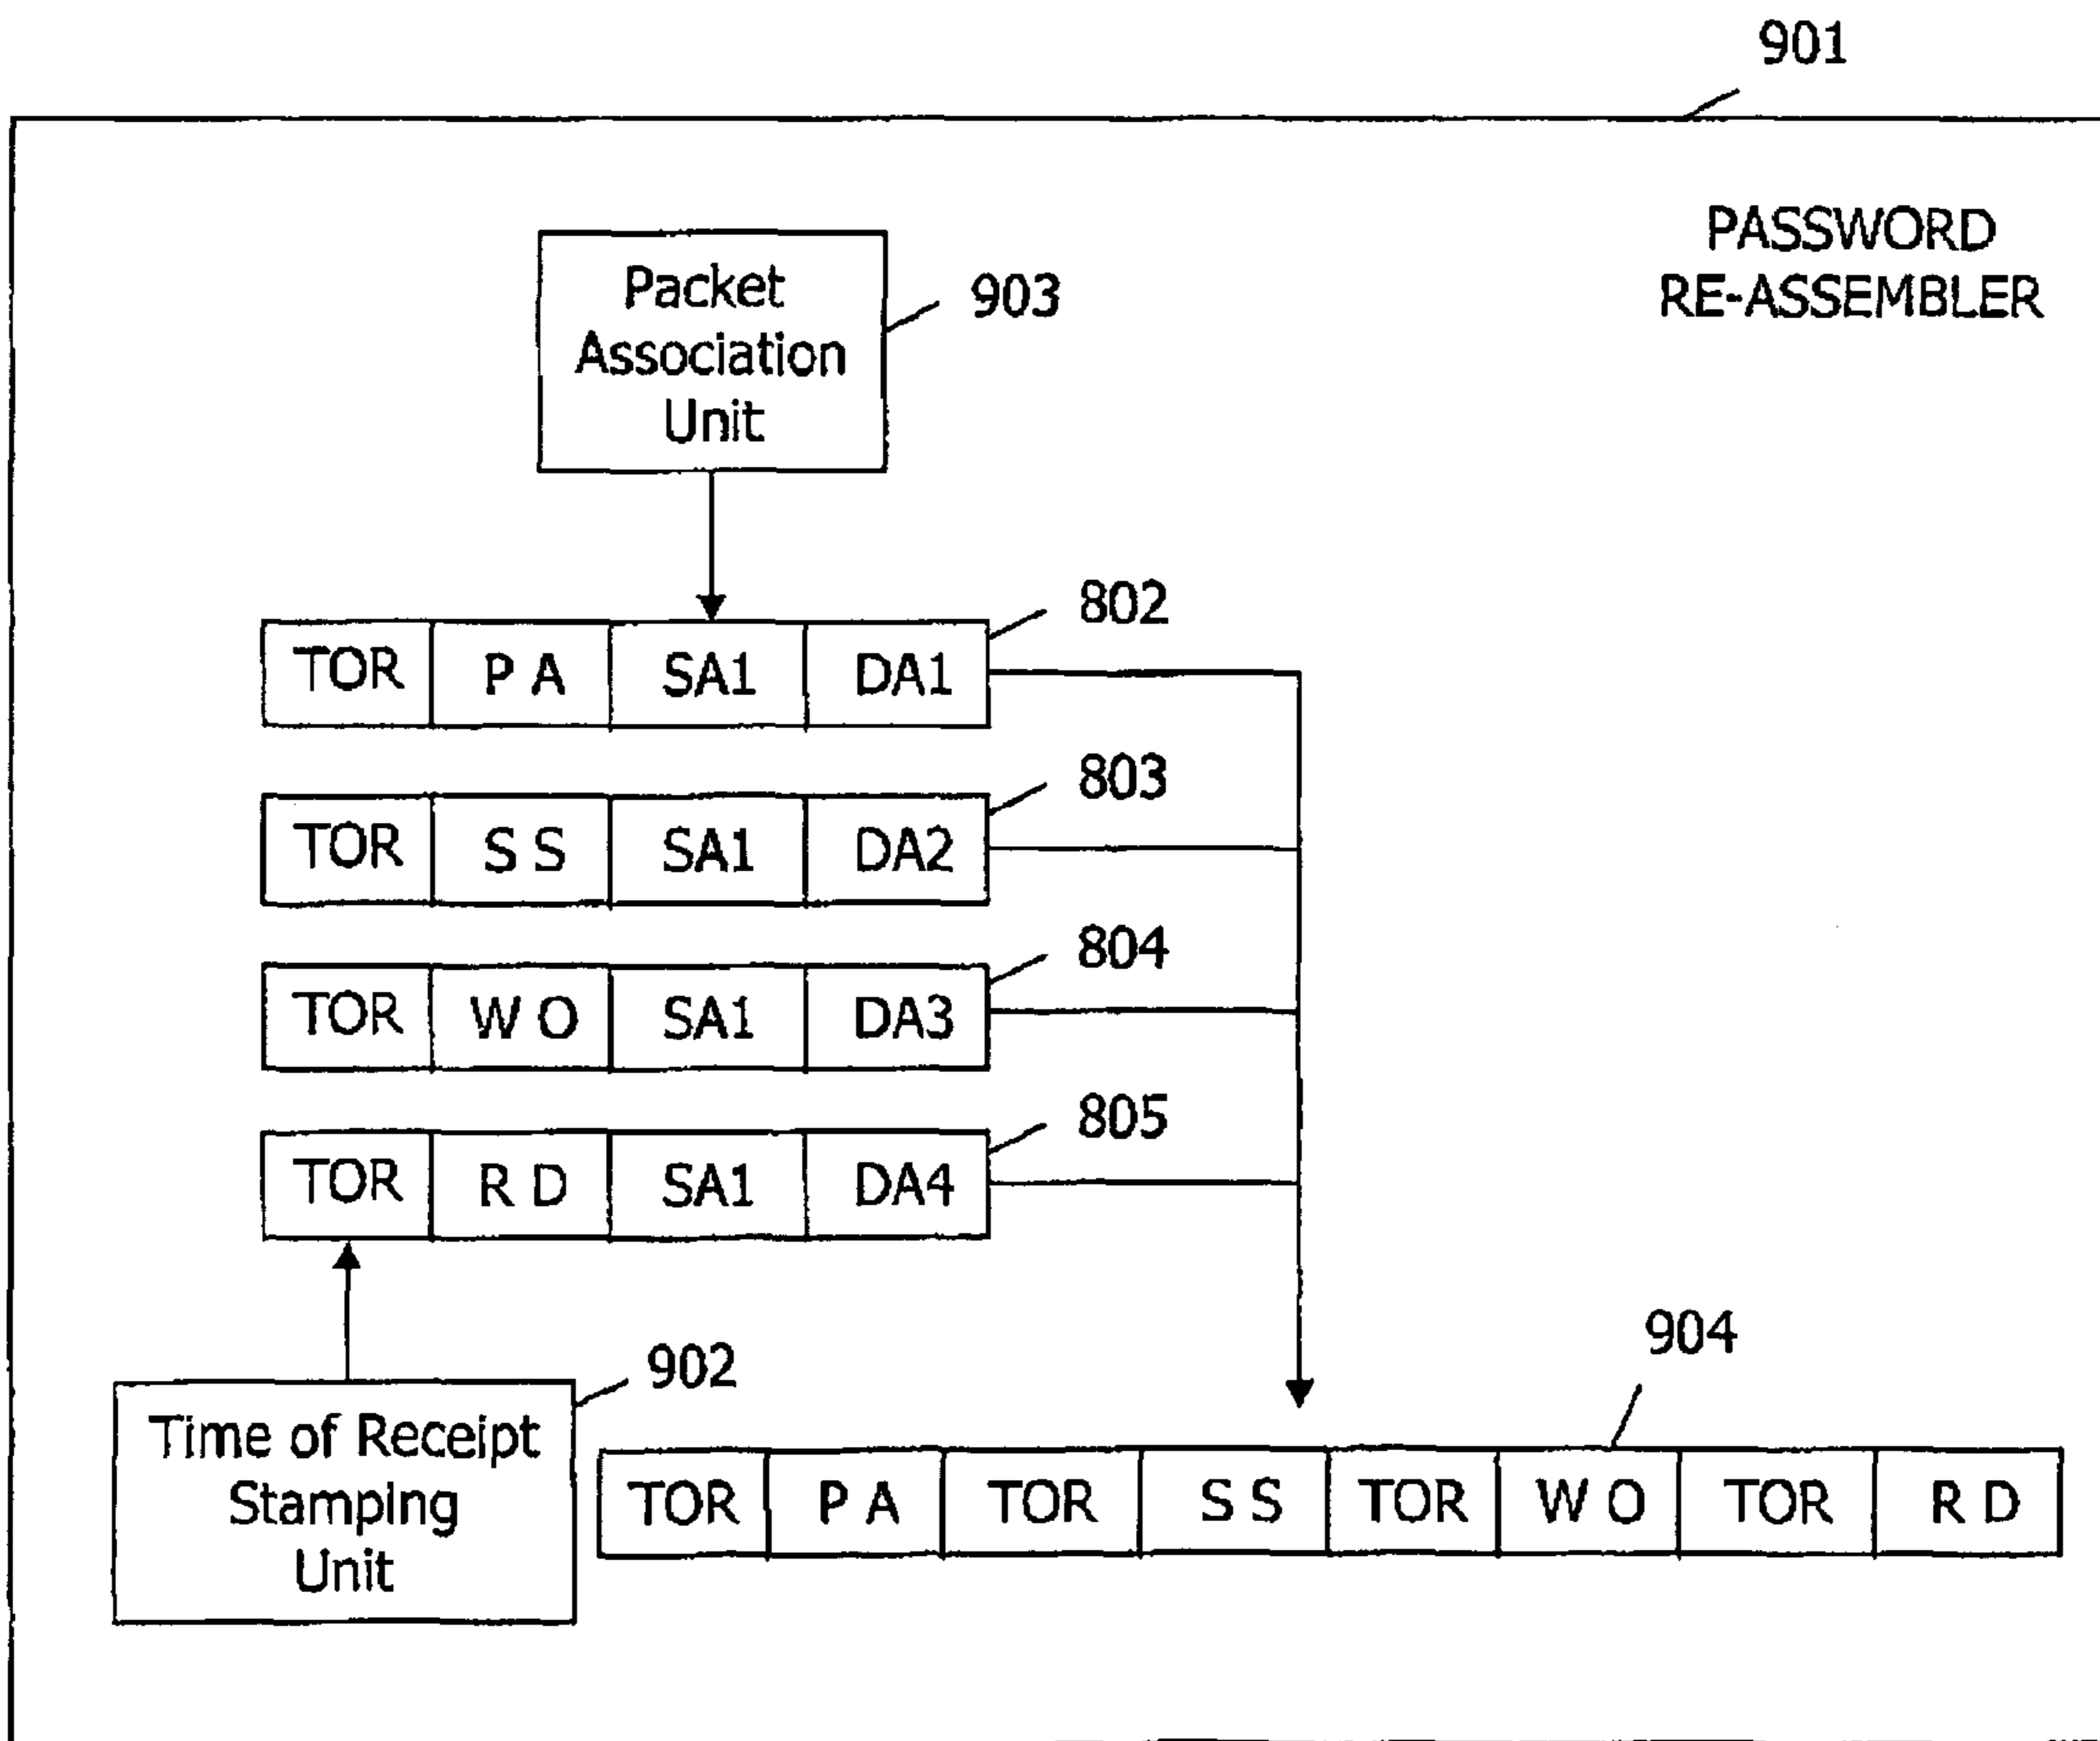 901
PASSWORD
RE-ASSEMBLER
Packet
Association
Unit
903
802
TOR P A SA1 DA1
803
TOR S S SA1 DA2
804
TOR W O SA1 DA3
805
TOR R D SA1 DA4
902
904
Time of Receipt
Stamping
Unit
TOR P A TOR S S TOR W O TOR R D